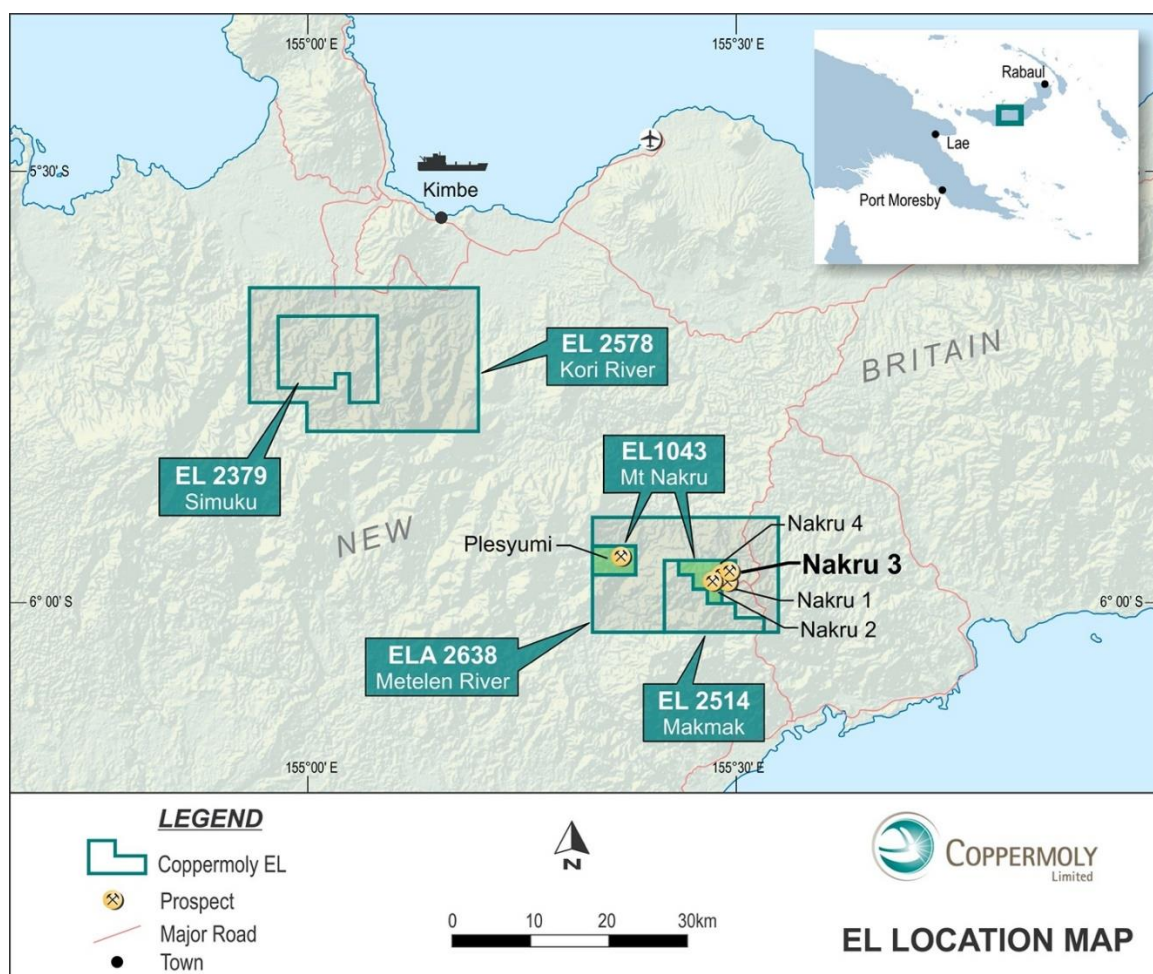 155°00' E
155°30' E
Rabaul
Lae
Port Moresby
5°30' S
5°30' S
Kimbe
BRITAIN
EL 2578
Kori River
EL 2379
Simuku
EL1043
Mt Nakru
NEW
Plesyumi
Nakru 4
Nakru 3
Nakru 1
Nakru 2
6° 00' S
6° 00' S
ELA 2638
Metelen River
EL 2514
Makmak
155°00' E
155°30' E
LEGEND
Coppermoly EL
Prospect
Major Road
Town
N
0 10 20 30km
COPPERMOLY
Limited
EL LOCATION MAP